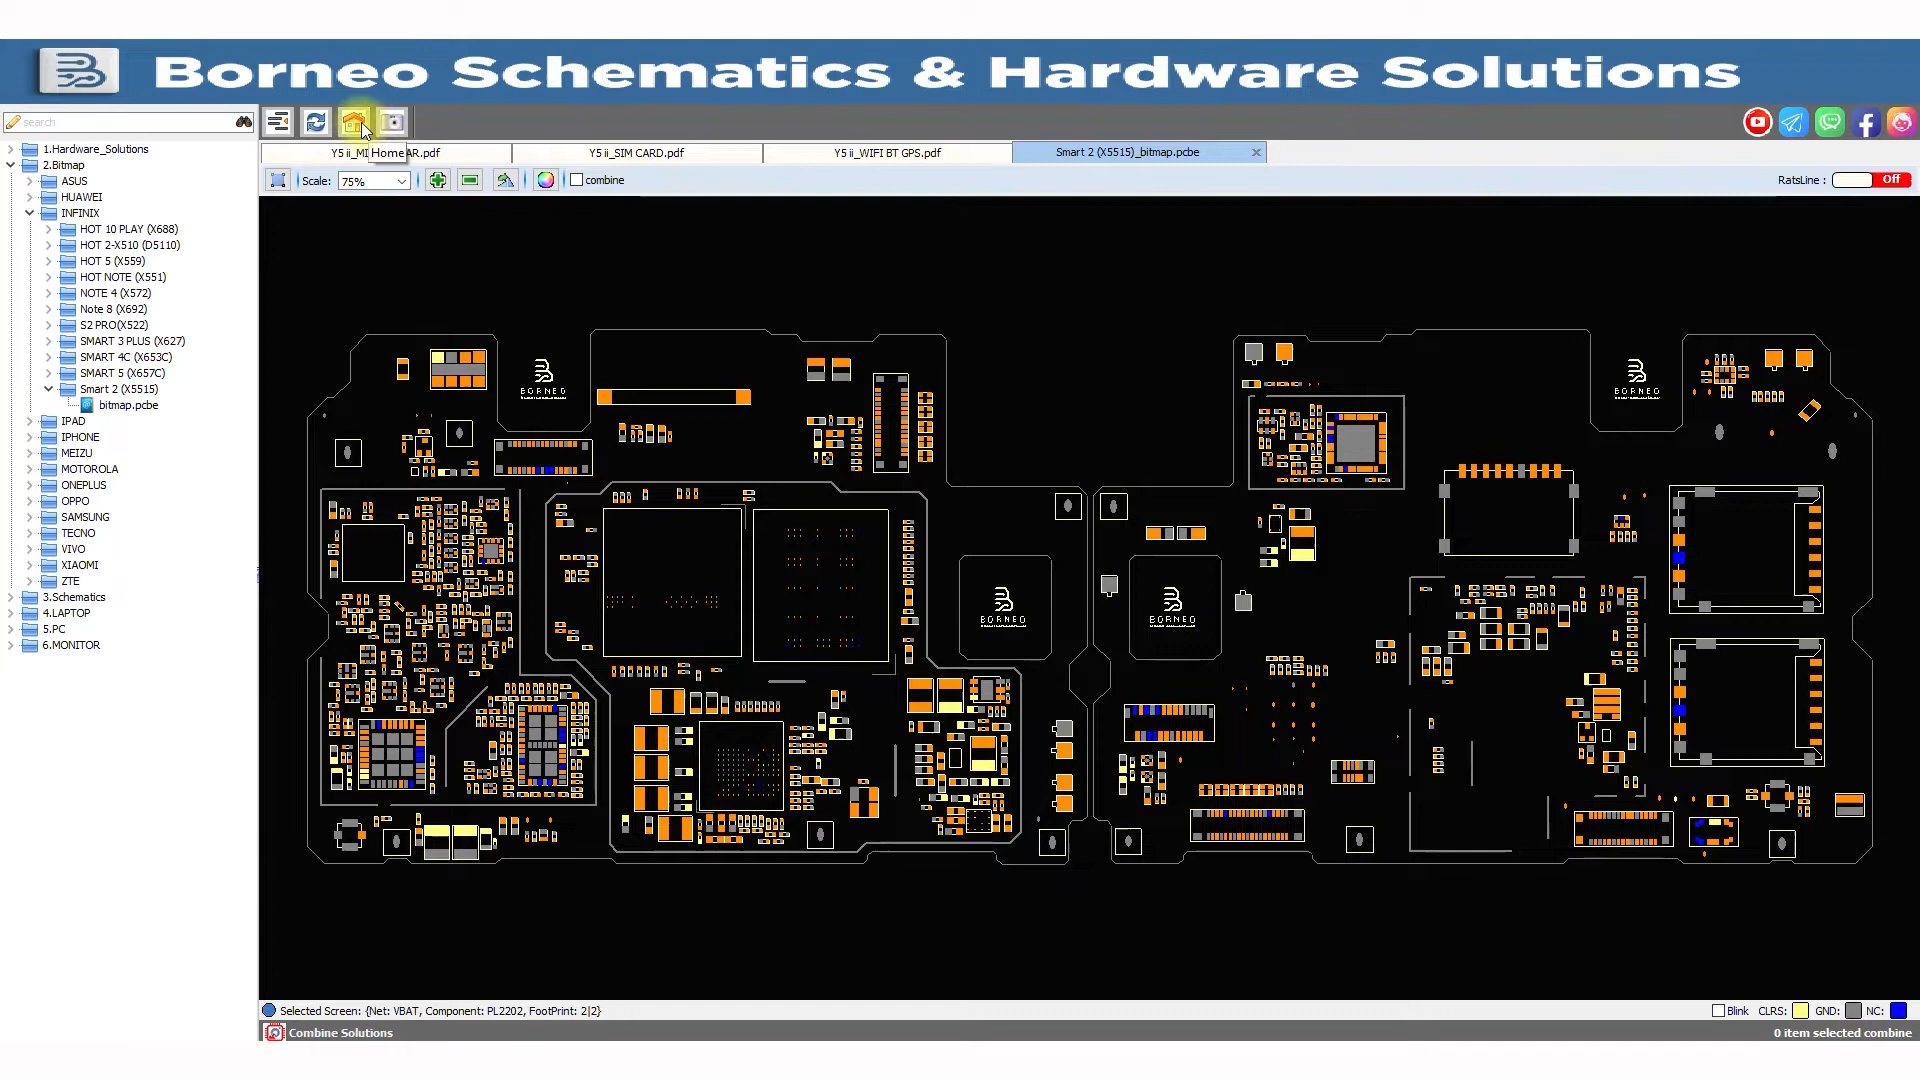 Borneo Schematics & Hardware Solutions
search
Y5 ii_MI
Home
AR.pdf
Y5 ii_SIM CARD.pdf
Y5 ii_WIFI BT GPS.pdf
Smart 2 (X5515)_bitmap.pcbe
Scale: 75%
combine
RatsLine :
Off
1.Hardware_Solutions
2.Bitmap
ASUS
HUAWEI
INFINIX
HOT 10 PLAY (X688)
HOT 2-X510 (D5110)
HOT 5 (X559)
HOT NOTE (X551)
NOTE 4 (X572)
Note 8 (X692)
S2 PRO(X522)
SMART 3 PLUS (X627)
SMART 4C (X653C)
SMART 5 (X657C)
Smart 2 (X5515)
bitmap.pcbe
IPAD
IPHONE
MEIZU
MOTOROLA
ONEPLUS
OPPO
SAMSUNG
TECNO
VIVO
XIAOMI
ZTE
3.Schematics
4.LAPTOP
5.PC
6.MONITOR
BORNEO
BORNEO
BORNEO
BORNEO
Selected Screen: {Net: VBAT, Component: PL2202, FootPrint: 2|2}
Blink
CLRS:
GND:
NC:
Combine Solutions
0 item selected combine